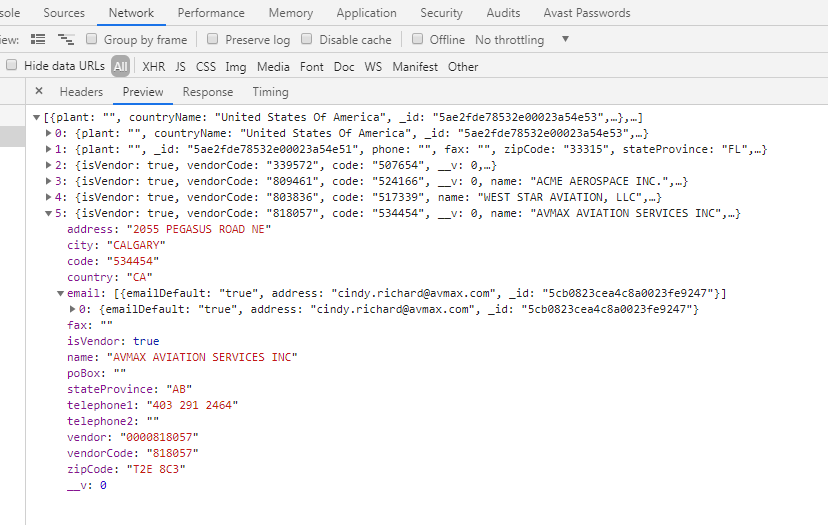 sole Sources Network Performance Memory Application Security Audits Avast Passwords
iew: Group by frame Preserve log Disable cache Offline No throttling ▼
Hide data URLs All XHR JS CSS Img Media Font Doc WS Manifest Other
× Headers Preview Response Timing
▼[{plant: "", countryName: "United States Of America", _id: "5ae2fde78532e00023a54e53",…},…]
▶0: {plant: "", countryName: "United States Of America", _id: "5ae2fde78532e00023a54e53",…}
▶1: {plant: "", _id: "5ae2fde78532e00023a54e51", phone: "", fax: "", zipCode: "33315", stateProvince: "FL",…}
▶2: {isVendor: true, vendorCode: "339572", code: "507654", __v: 0,…}
▶3: {isVendor: true, vendorCode: "809461", code: "524166", __v: 0, name: "ACME AEROSPACE INC.",…}
▶4: {isVendor: true, vendorCode: "803836", code: "517339", name: "WEST STAR AVIATION, LLC",…}
▼5: {isVendor: true, vendorCode: "818057", code: "534454", __v: 0, name: "AVMAX AVIATION SERVICES INC",…}
address: "2055 PEGASUS ROAD NE"
city: "CALGARY"
code: "534454"
country: "CA"
▼email: [{emailDefault: "true", address: "cindy.richard@avmax.com", _id: "5cb0823cea4c8a0023fe9247"}]
▶0: {emailDefault: "true", address: "cindy.richard@avmax.com", _id: "5cb0823cea4c8a0023fe9247"}
fax: ""
isVendor: true
name: "AVMAX AVIATION SERVICES INC"
poBox: ""
stateProvince: "AB"
telephone1: "403 291 2464"
telephone2: ""
vendor: "0000818057"
vendorCode: "818057"
zipCode: "T2E 8C3"
__v: 0